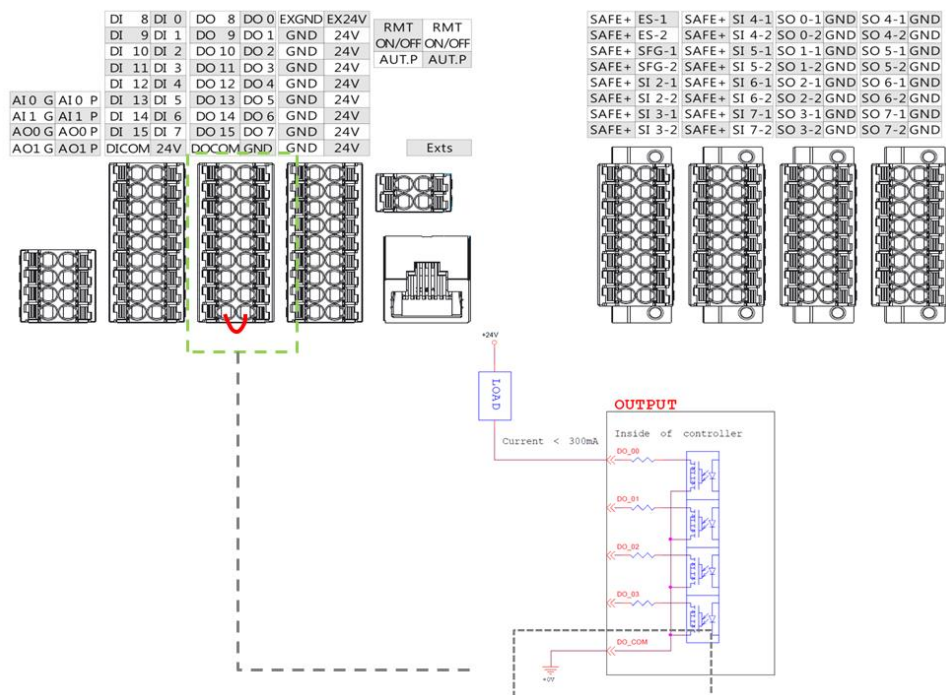 DI 8 DI 0 DO 8 DO 0 EXGND EX24V
DI 9 DI 1 DO 9 DO 1 GND 24V
DI 10 DI 2 DO 10 DO 2 GND 24V
DI 11 DI 3 DO 11 DO 3 GND 24V
DI 12 DI 4 DO 12 DO 4 GND 24V
AI0 G AI0 P DI 13 DI 5 DO 13 DO 5 GND 24V
AI1 G AI1 P DI 14 DI 6 DO 14 DO 6 GND 24V
AO0 G AO0 P DI 15 DI 7 DO 15 DO 7 GND 24V
AO1 G AO1 P DICOM 24V DOCOM GND GND 24V
RMT ON/OFF RMT ON/OFF
AUT.P AUT.P
Exts
SAFE+ ES-1 SAFE+ SI 4-1 SO 0-1 GND SO 4-1 GND
SAFE+ ES-2 SAFE+ SI 4-2 SO 0-2 GND SO 4-2 GND
SAFE+ SFG-1 SAFE+ SI 5-1 SO 1-1 GND SO 5-1 GND
SAFE+ SFG-2 SAFE+ SI 5-2 SO 1-2 GND SO 5-2 GND
SAFE+ SI 2-1 SAFE+ SI 6-1 SO 2-1 GND SO 6-1 GND
SAFE+ SI 2-2 SAFE+ SI 6-2 SO 2-2 GND SO 6-2 GND
SAFE+ SI 3-1 SAFE+ SI 7-1 SO 3-1 GND SO 7-1 GND
SAFE+ SI 3-2 SAFE+ SI 7-2 SO 3-2 GND SO 7-2 GND
+24V
LOAD
Current < 300mA
OUTPUT
Inside of controller
DO_00
DO_01
DO_02
DO_03
DO_COM
+0V